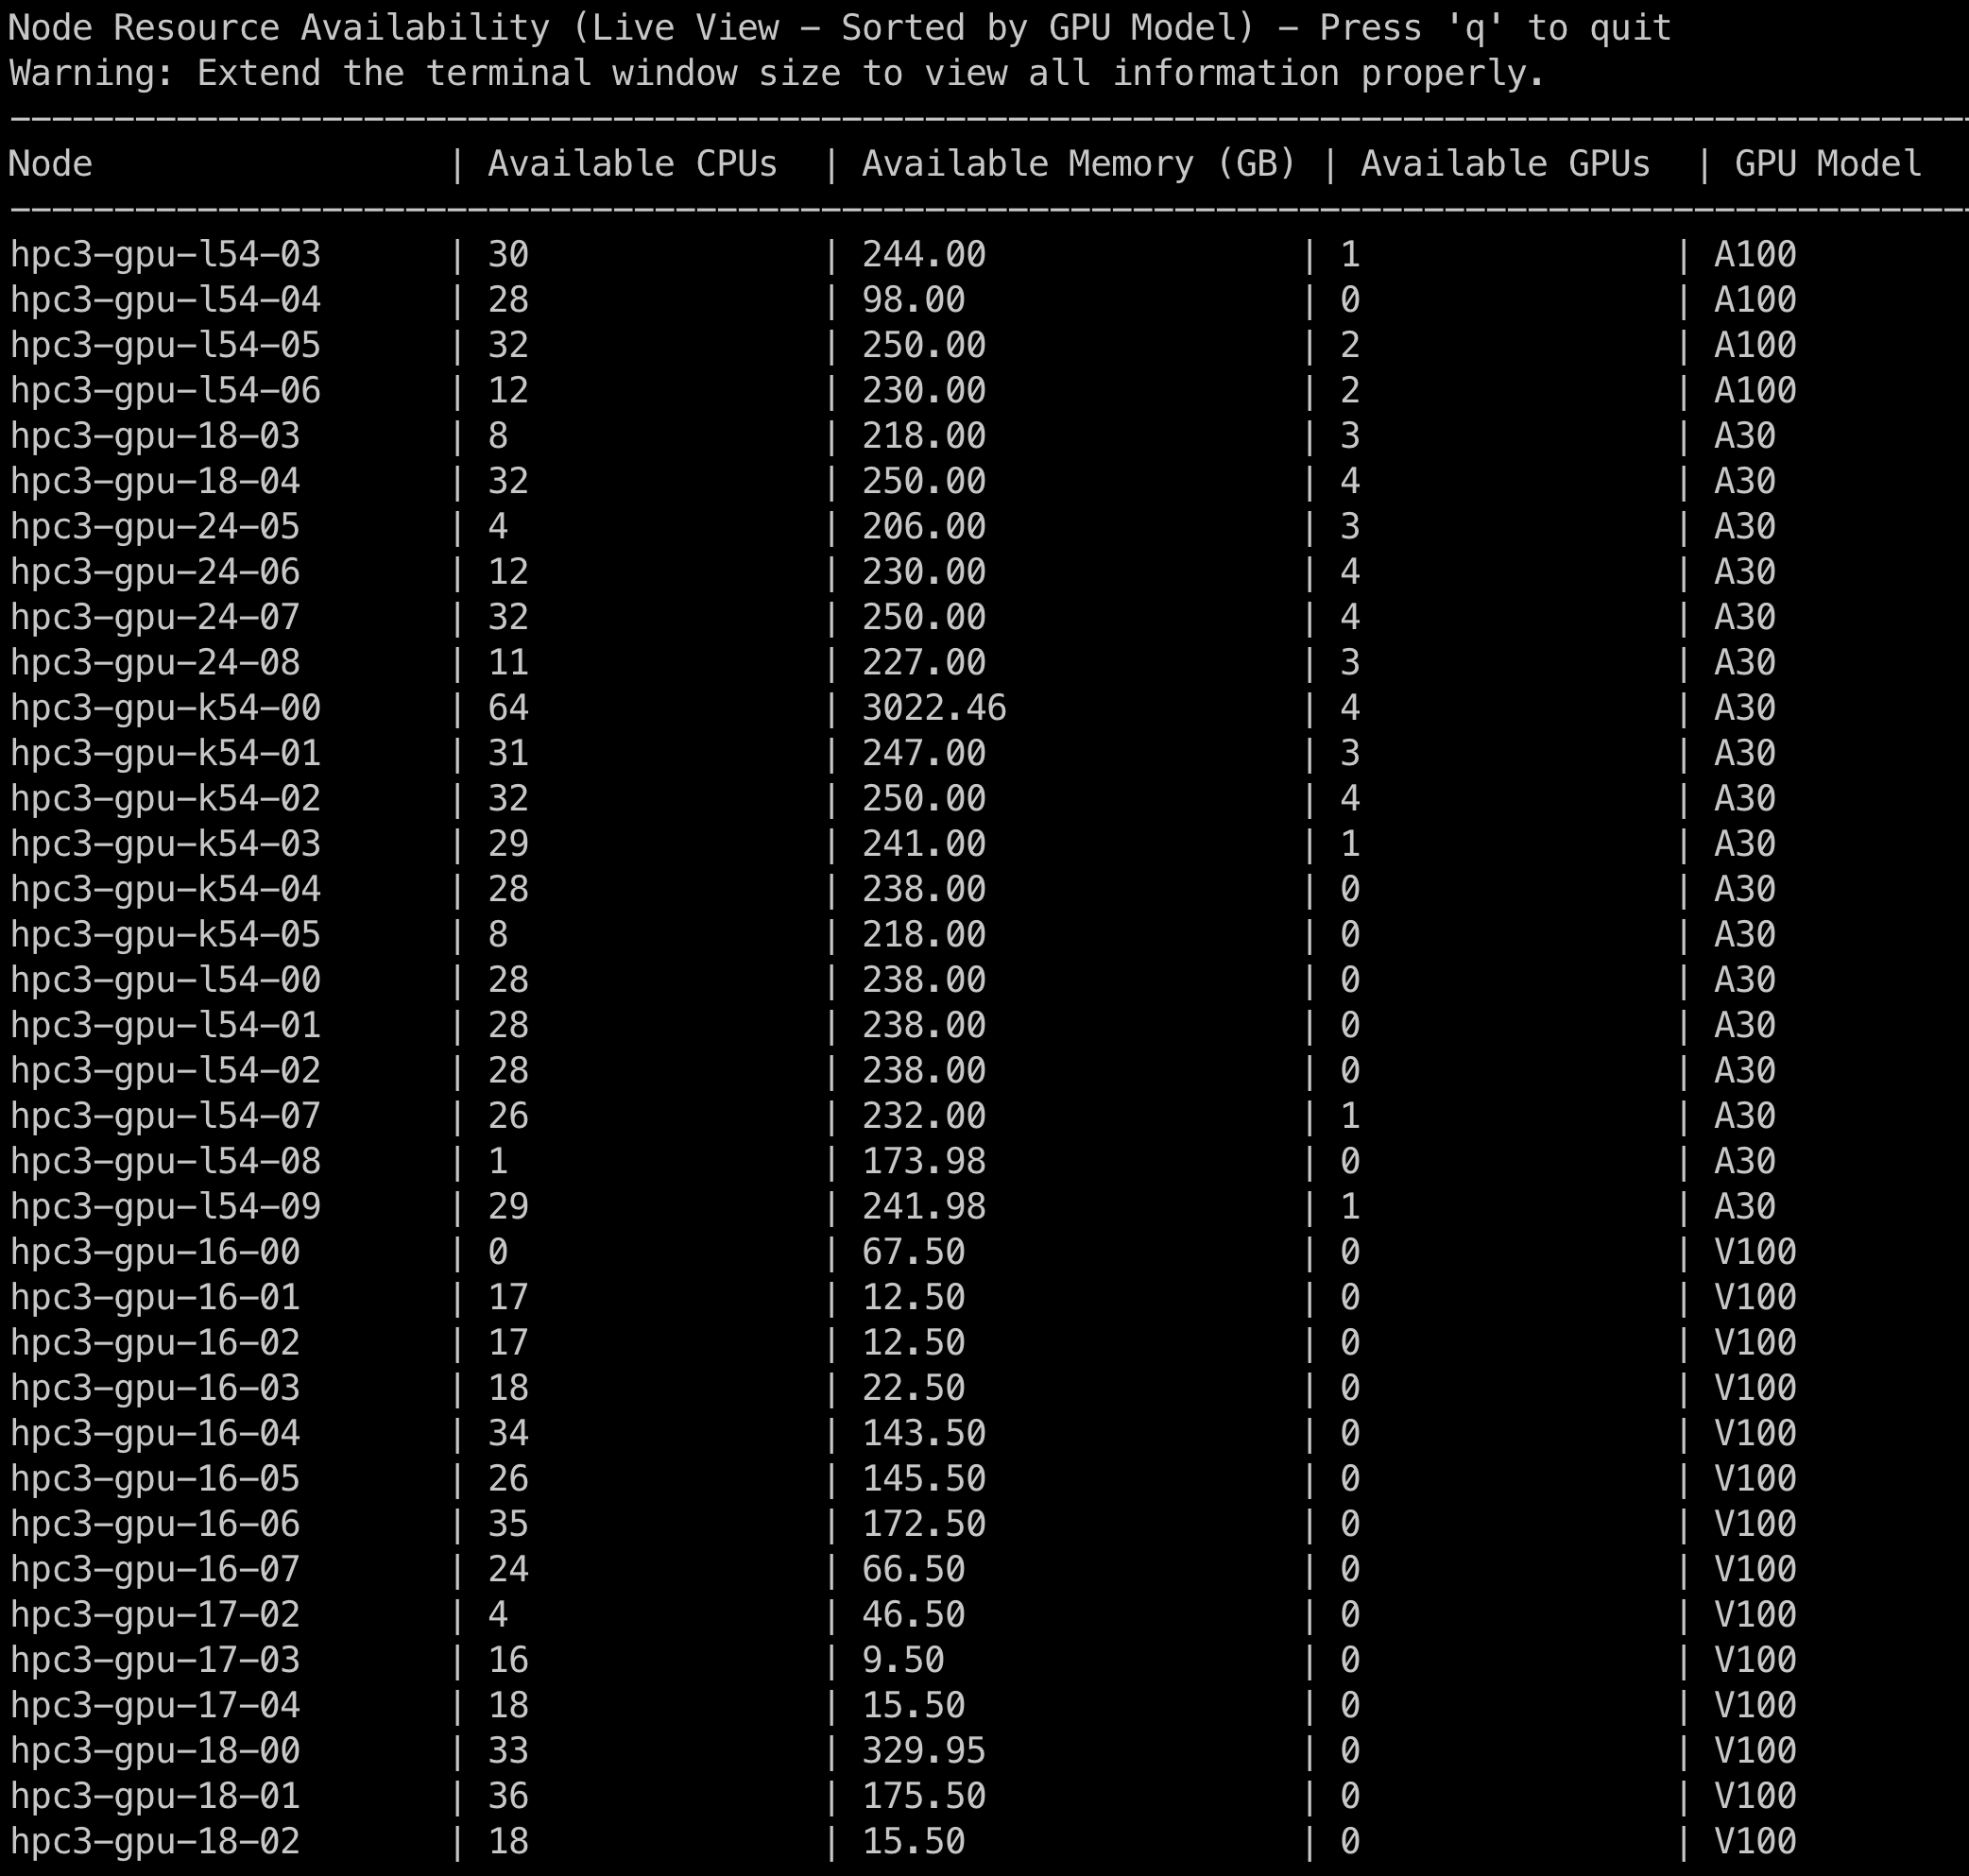 Node Resource Availability (Live View - Sorted by GPU Model) - Press 'q' to quit
Warning: Extend the terminal window size to view all information properly.
-----------------------------------------------------------------------------------------------
Node                  | Available CPUs  | Available Memory (GB) | Available GPUs  | GPU Model
-----------------------------------------------------------------------------------------------
hpc3-gpu-l54-03       | 30              | 244.00                | 1               | A100
hpc3-gpu-l54-04       | 28              | 98.00                 | 0               | A100
hpc3-gpu-l54-05       | 32              | 250.00                | 2               | A100
hpc3-gpu-l54-06       | 12              | 230.00                | 2               | A100
hpc3-gpu-18-03        | 8               | 218.00                | 3               | A30
hpc3-gpu-18-04        | 32              | 250.00                | 4               | A30
hpc3-gpu-24-05        | 4               | 206.00                | 3               | A30
hpc3-gpu-24-06        | 12              | 230.00                | 4               | A30
hpc3-gpu-24-07        | 32              | 250.00                | 4               | A30
hpc3-gpu-24-08        | 11              | 227.00                | 3               | A30
hpc3-gpu-k54-00       | 64              | 3022.46               | 4               | A30
hpc3-gpu-k54-01       | 31              | 247.00                | 3               | A30
hpc3-gpu-k54-02       | 32              | 250.00                | 4               | A30
hpc3-gpu-k54-03       | 29              | 241.00                | 1               | A30
hpc3-gpu-k54-04       | 28              | 238.00                | 0               | A30
hpc3-gpu-k54-05       | 8               | 218.00                | 0               | A30
hpc3-gpu-l54-00       | 28              | 238.00                | 0               | A30
hpc3-gpu-l54-01       | 28              | 238.00                | 0               | A30
hpc3-gpu-l54-02       | 28              | 238.00                | 0               | A30
hpc3-gpu-l54-07       | 26              | 232.00                | 1               | A30
hpc3-gpu-l54-08       | 1               | 173.98                | 0               | A30
hpc3-gpu-l54-09       | 29              | 241.98                | 1               | A30
hpc3-gpu-16-00        | 0               | 67.50                 | 0               | V100
hpc3-gpu-16-01        | 17              | 12.50                 | 0               | V100
hpc3-gpu-16-02        | 17              | 12.50                 | 0               | V100
hpc3-gpu-16-03        | 18              | 22.50                 | 0               | V100
hpc3-gpu-16-04        | 34              | 143.50                | 0               | V100
hpc3-gpu-16-05        | 26              | 145.50                | 0               | V100
hpc3-gpu-16-06        | 35              | 172.50                | 0               | V100
hpc3-gpu-16-07        | 24              | 66.50                 | 0               | V100
hpc3-gpu-17-02        | 4               | 46.50                 | 0               | V100
hpc3-gpu-17-03        | 16              | 9.50                  | 0               | V100
hpc3-gpu-17-04        | 18              | 15.50                 | 0               | V100
hpc3-gpu-18-00        | 33              | 329.95                | 0               | V100
hpc3-gpu-18-01        | 36              | 175.50                | 0               | V100
hpc3-gpu-18-02        | 18              | 15.50                 | 0               | V100